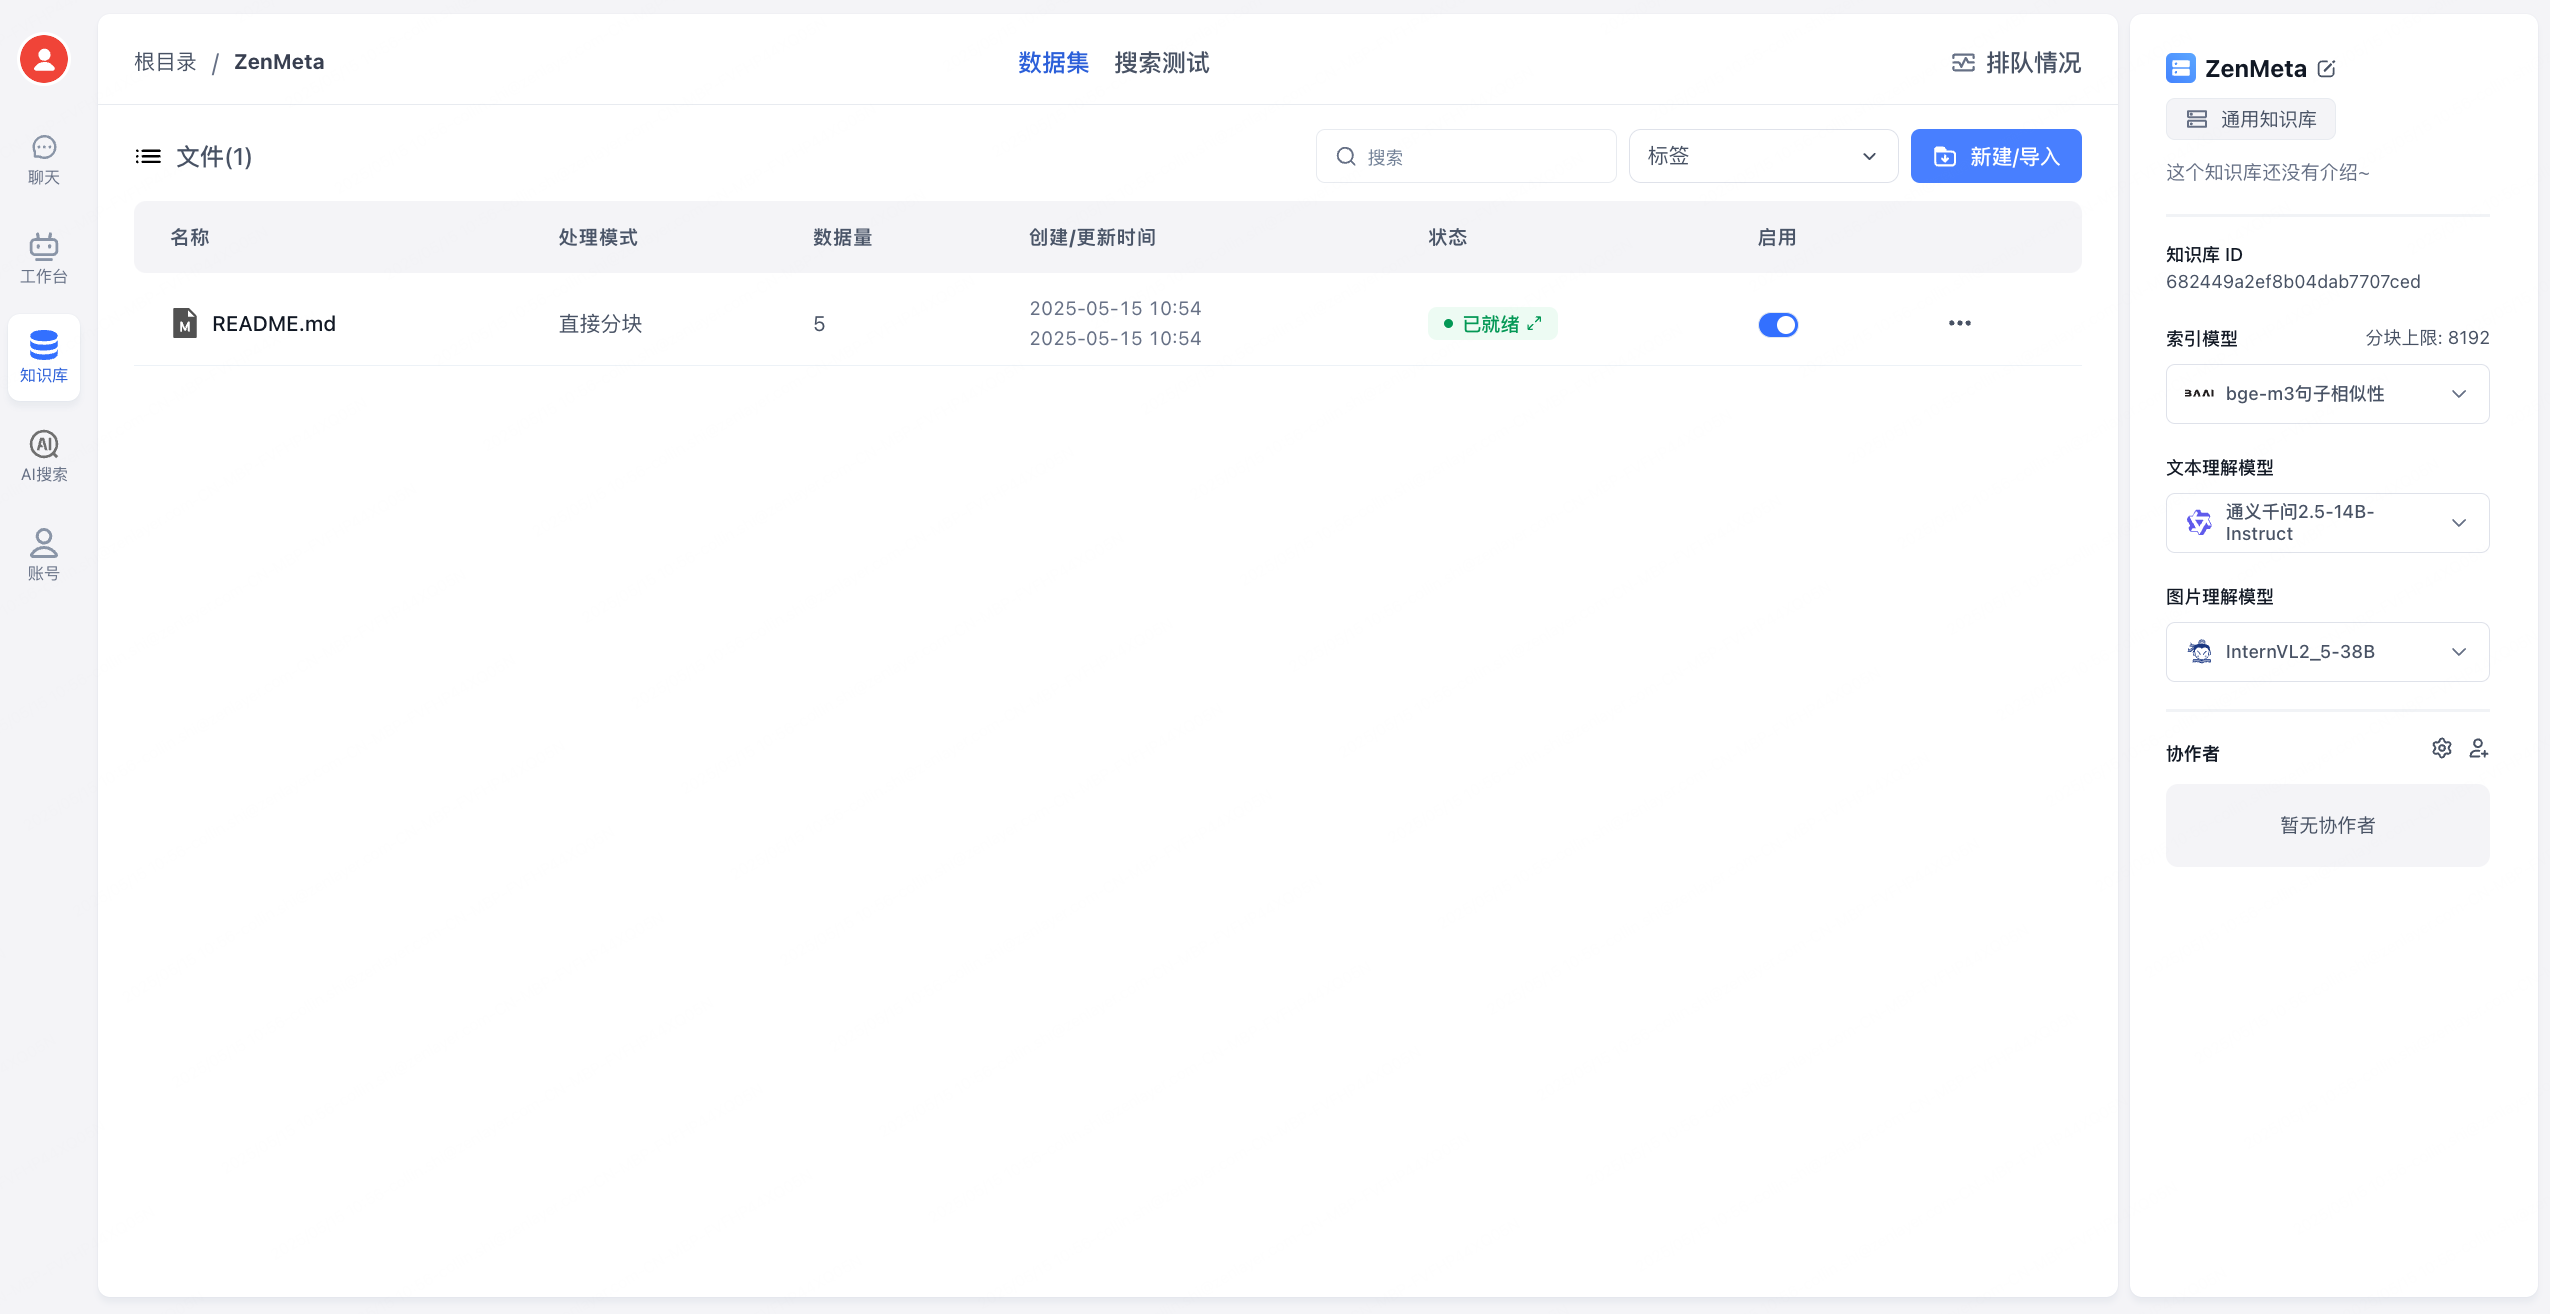 聊天
工作台
知识库
AI搜索
账号
根目录 / ZenMeta
数据集 搜索测试
排队情况
文件(1)
搜索
标签
新建/导入
名称 处理模式 数据量 创建/更新时间 状态 启用
README.md 直接分块 5 2025-05-15 10:54 已就绪
2025-05-15 10:54
ZenMeta
通用知识库
这个知识库还没有介绍~
知识库 ID
682449a2ef8b04dab7707ced
索引模型 分块上限: 8192
BAAI bge-m3句子相似性
文本理解模型
通义千问2.5-14B-
Instruct
图片理解模型
InternVL2_5-38B
协作者
暂无协作者